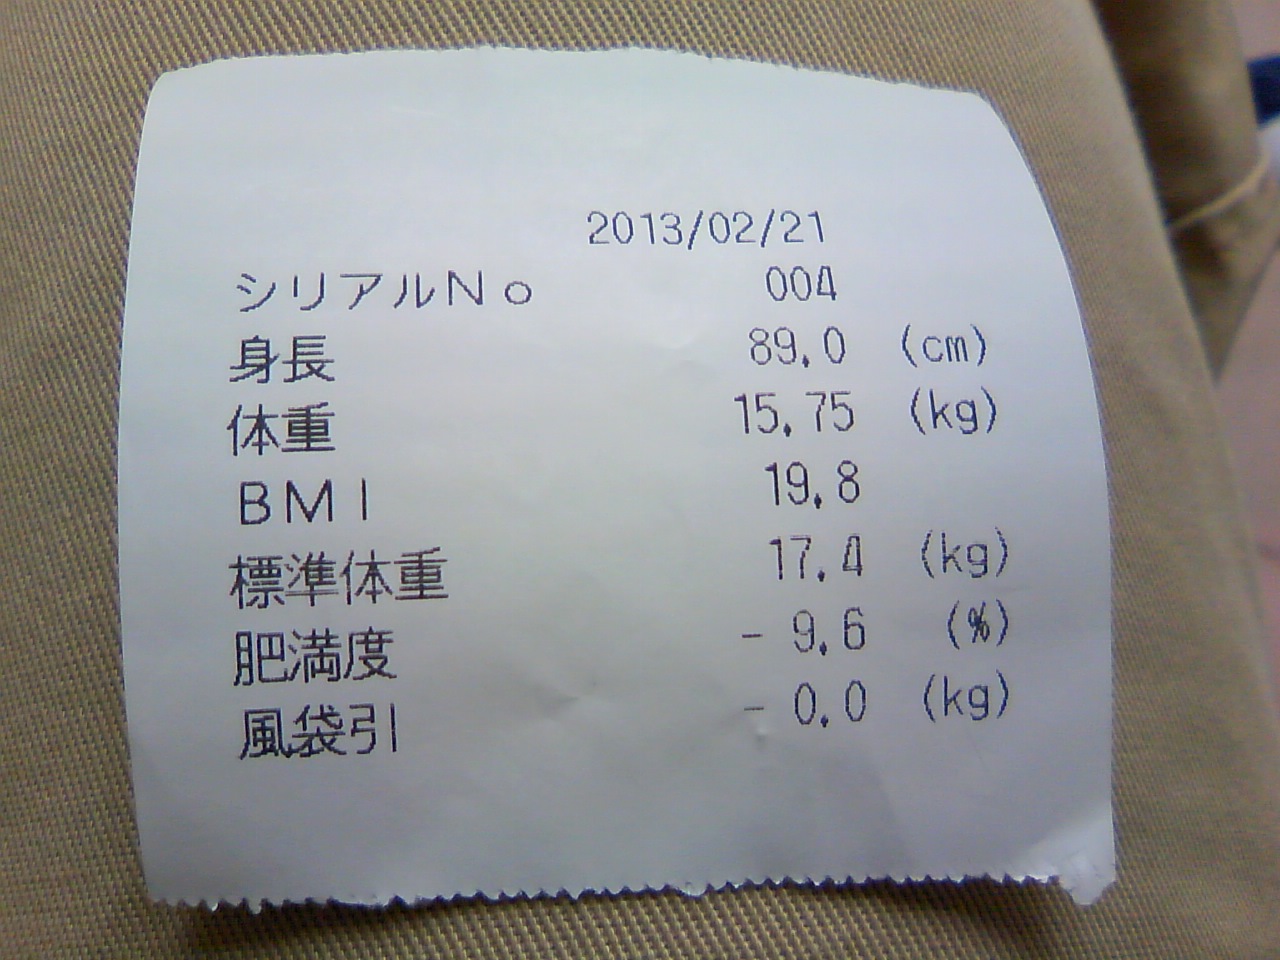 2013/02/21
シリアルNo 004
身長 89.0 (cm)
体重 15.75 (kg)
BMI 19.8
標準体重 17.4 (kg)
肥満度 - 9.6 (%)
風袋引 - 0.0 (kg)